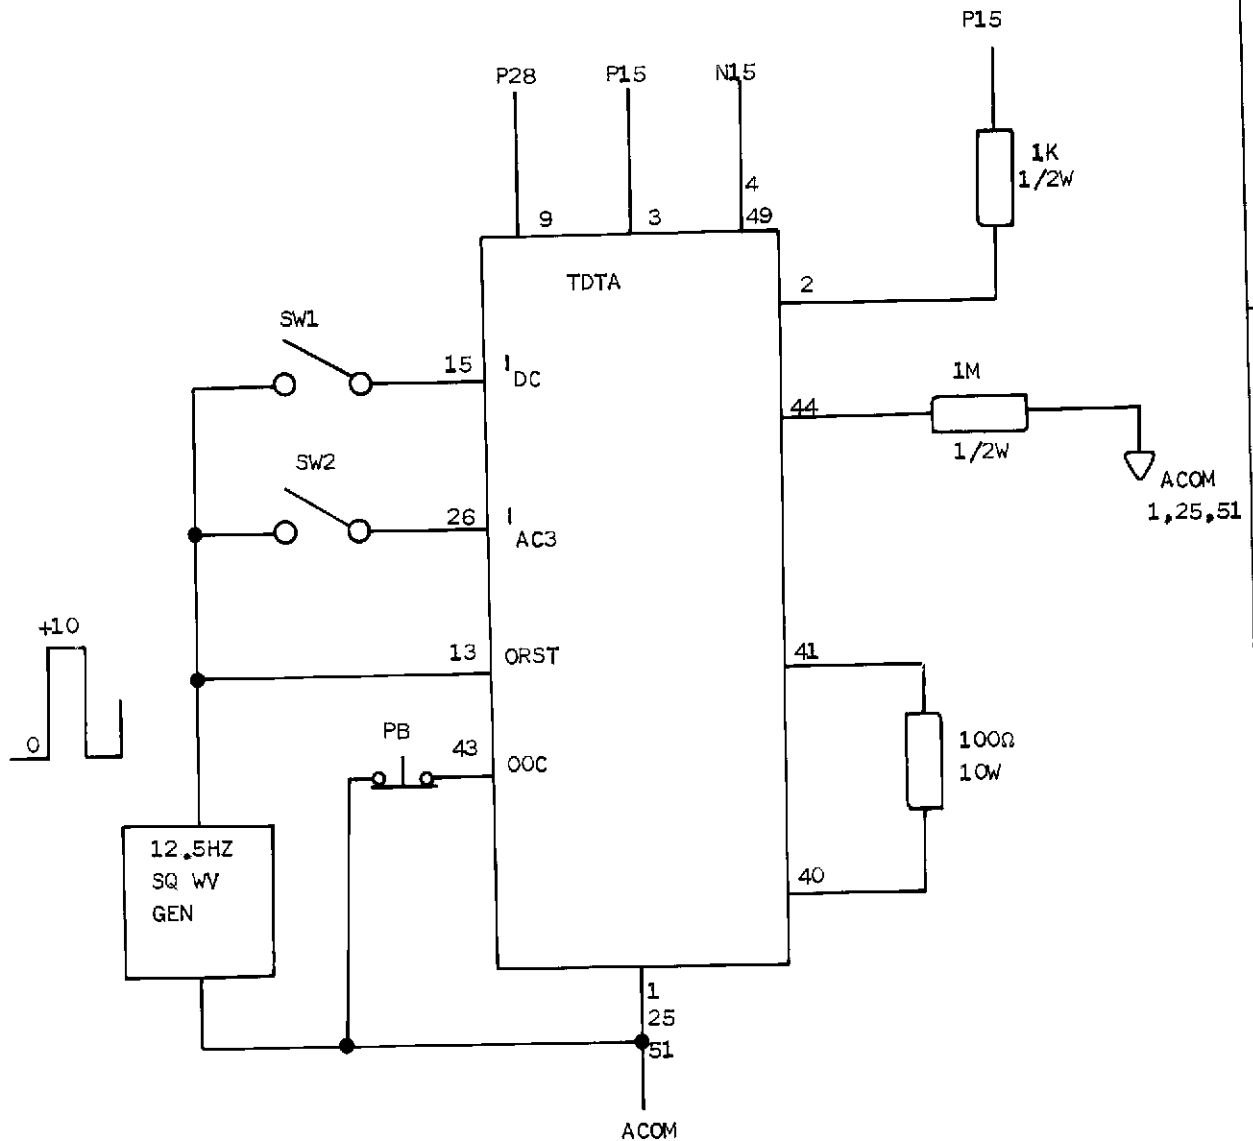 P15
P28 P15 N15
1K
1/2W
4
9 3 49
TDTA
2
SW1
15 I DC
1M
44
1/2W
SW2
ACOM
1,25,51
26 I AC3
+10
13 ORST
41
0
PB
43 OOC
100Ω
10W
12.5HZ
SQ WV
GEN
40
1
25
51
ACOM